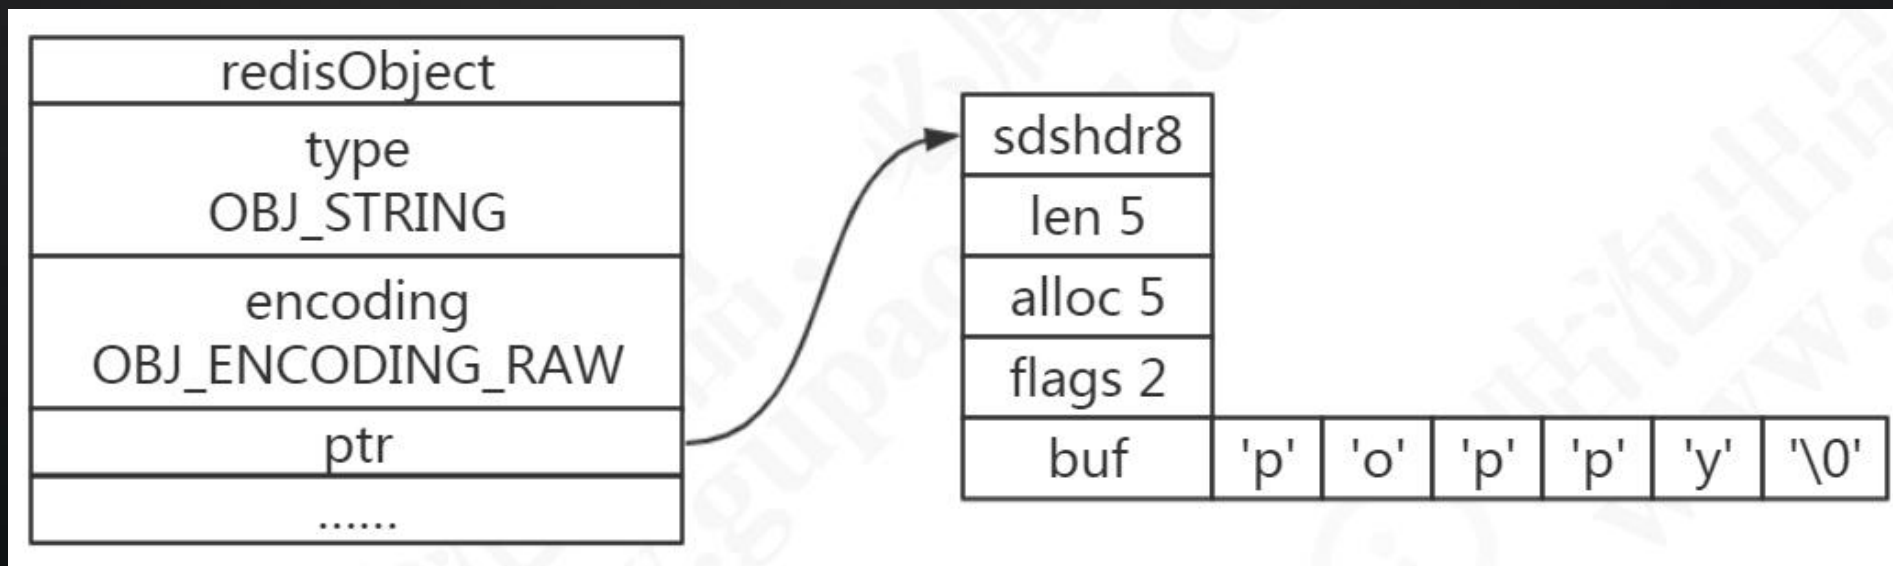 redisObject
type
OBJ_STRING
encoding
OBJ_ENCODING_RAW
ptr
......
sdshdr8
len 5
alloc 5
flags 2
buf 'p' 'o' 'p' 'p' 'y' '\0'